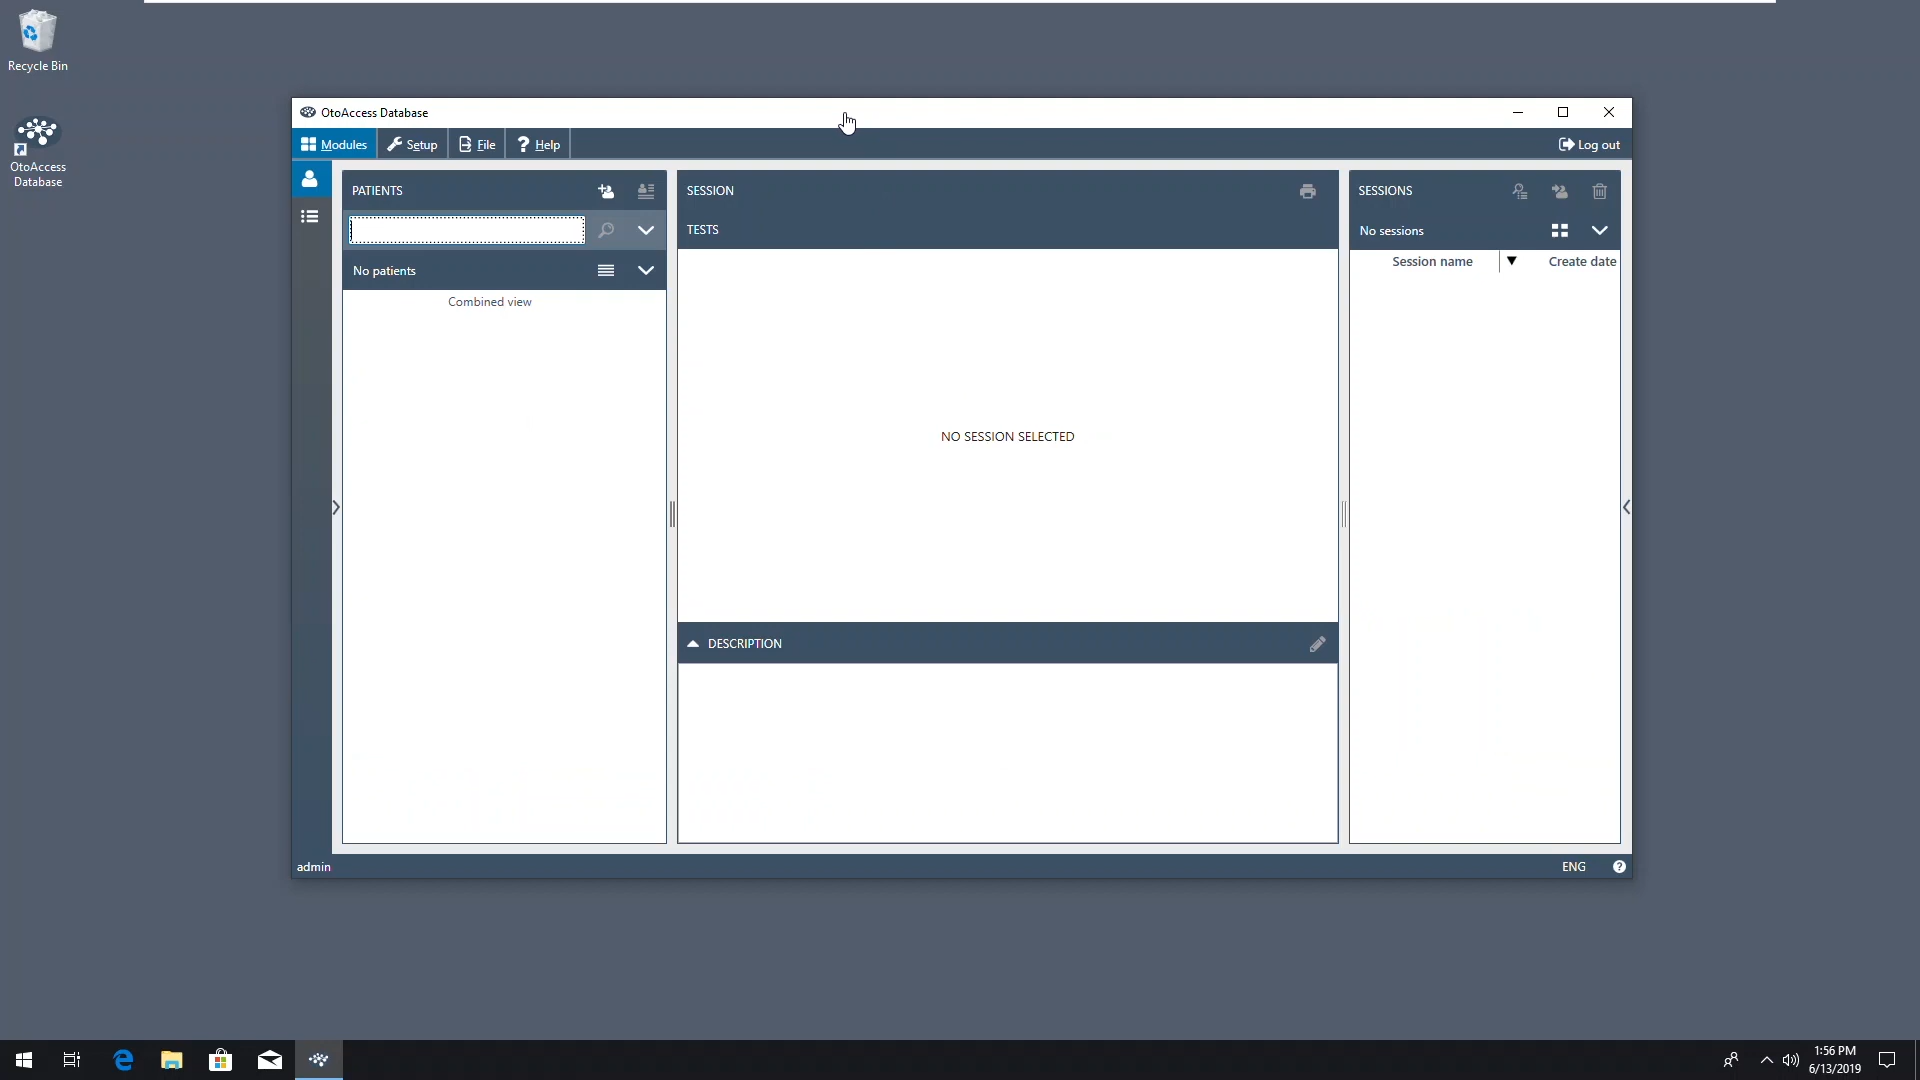 Recycle Bin
OtoAccess
Database
OtoAccess Database
Modules
Setup
File
Help
Log out
PATIENTS
No patients
Combined view
SESSION
TESTS
NO SESSION SELECTED
DESCRIPTION
SESSIONS
No sessions
Session name
Create date
admin
ENG
1:56 PM
6/13/2019